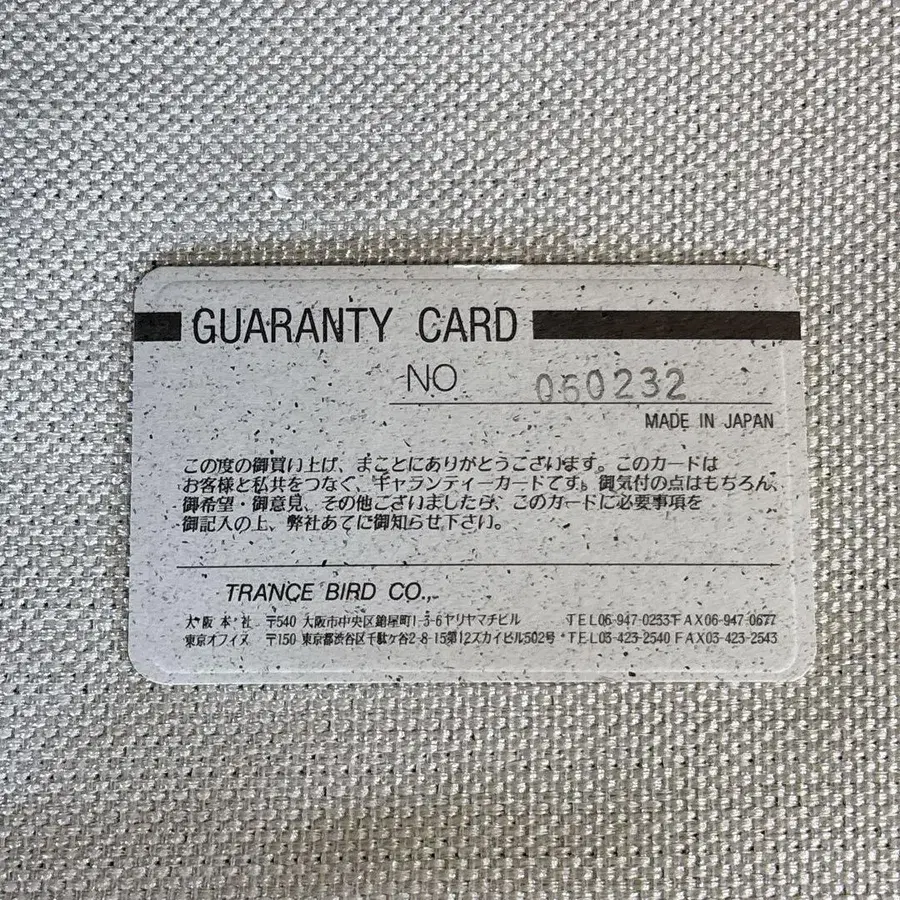 GUARANTY CARD
NO 060232
MADE IN JAPAN
この度の御買い上げ、まことにありがとうございます。このカードは
お客様と私共をつなぐ、ギャランティーカードです。御気付の点はもちろん、
御希望・御意見、その他ございましたら、このカードに必要事項を
御記入の上、弊社あてに御知らせ下さい。
TRANCE BIRD CO.,
大阪本社 〒540 大阪市中央区鎗屋町1-3-6ヤリヤマチビル TEL06-947-0233 FAX06-947-0677
東京オフィス 〒150 東京都渋谷区千駄ケ谷2-8-15第12スカイビル502号 TEL03-423-2540 FAX03-423-2543